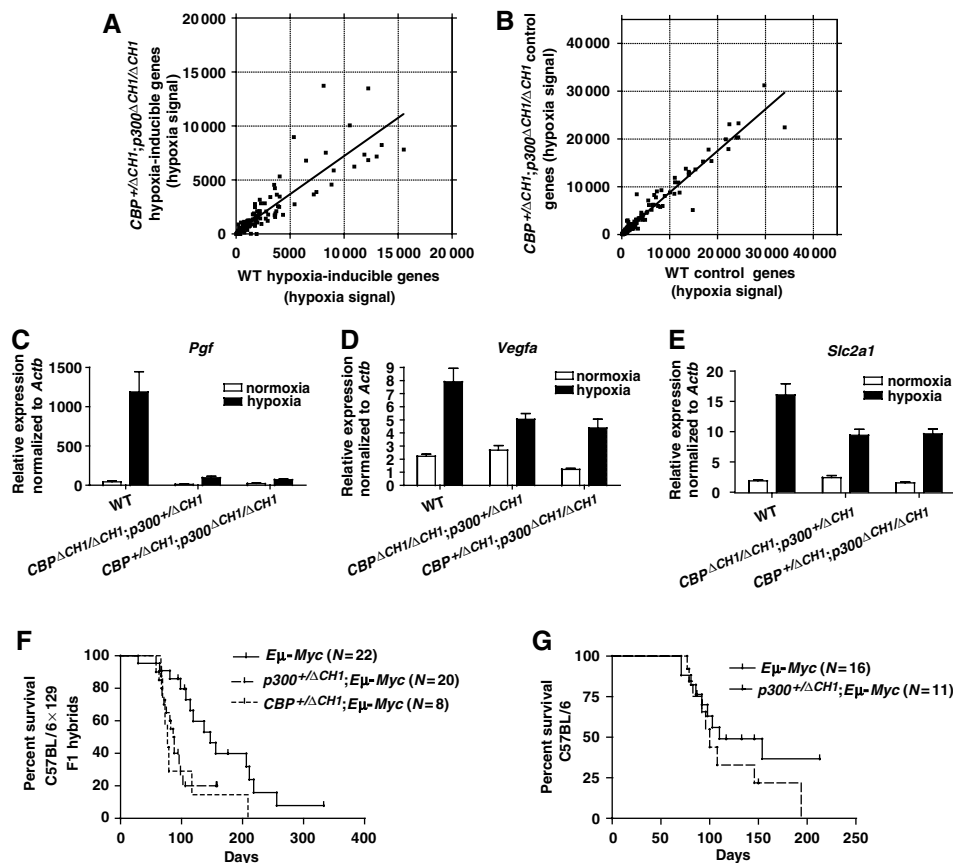 A
CBP+/ΔCH1;p300ΔCH1/ΔCH1
hypoxia-inducible genes
(hypoxia signal)
20 000
15 000
10 000
5000
0
0 5000 10 000 15 000 20 000
WT hypoxia-inducible genes
(hypoxia signal)
B
CBP+/ΔCH1;p300ΔCH1/ΔCH1 control
genes (hypoxia signal)
40 000
30 000
20 000
10 000
0
0 10 000 20 000 30 000 40 000
WT control genes
(hypoxia signal)
C
Pgf
Relative expression
normalized to Actb
1500
1000
500
0
normoxia
hypoxia
WT
CBPΔCH1/ΔCH1;p300+/ΔCH1
CBP+/ΔCH1;p300ΔCH1/ΔCH1
D
Vegfa
Relative expression
normalized to Actb
9
8
7
6
5
4
3
2
1
normoxia
hypoxia
WT
CBPΔCH1/ΔCH1;p300+/ΔCH1
CBP+/ΔCH1;p300ΔCH1/ΔCH1
E
Slc2a1
Relative expression
normalized to Actb
20
15
10
5
0
normoxia
hypoxia
WT
CBPΔCH1/ΔCH1;p300+/ΔCH1
CBP+/ΔCH1;p300ΔCH1/ΔCH1
F
Percent survival
C57BL/6×129
F1 hybrids
100
80
60
40
20
0
Eμ-Myc (N=22)
p300+/ΔCH1;Eμ-Myc (N=20)
CBP+/ΔCH1;Eμ-Myc (N=8)
0 100 200 300 400
Days
G
Percent survival
C57BL/6
100
75
50
25
0
Eμ-Myc (N=16)
p300+/ΔCH1;Eμ-Myc (N=11)
0 50 100 150 200 250
Days